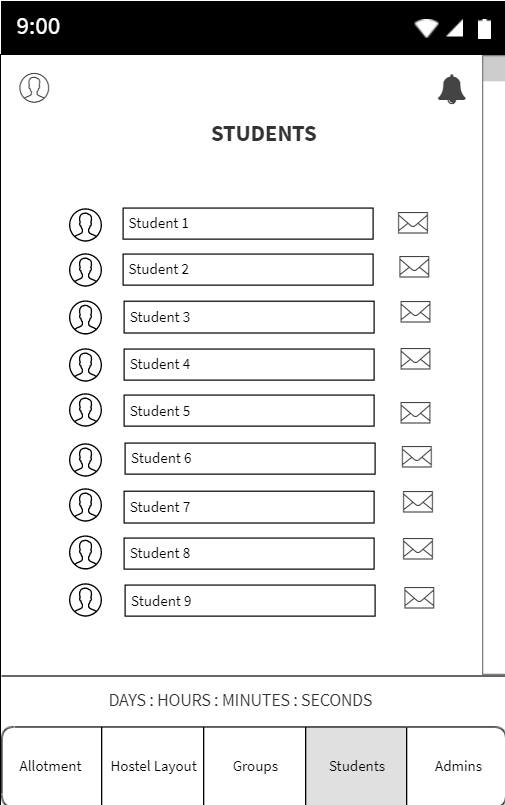 9:00
STUDENTS
Student 1
Student 2
Student 3
Student 4
Student 5
Student 6
Student 7
Student 8
Student 9
DAYS : HOURS : MINUTES : SECONDS
Allotment Hostel Layout Groups Students Admins